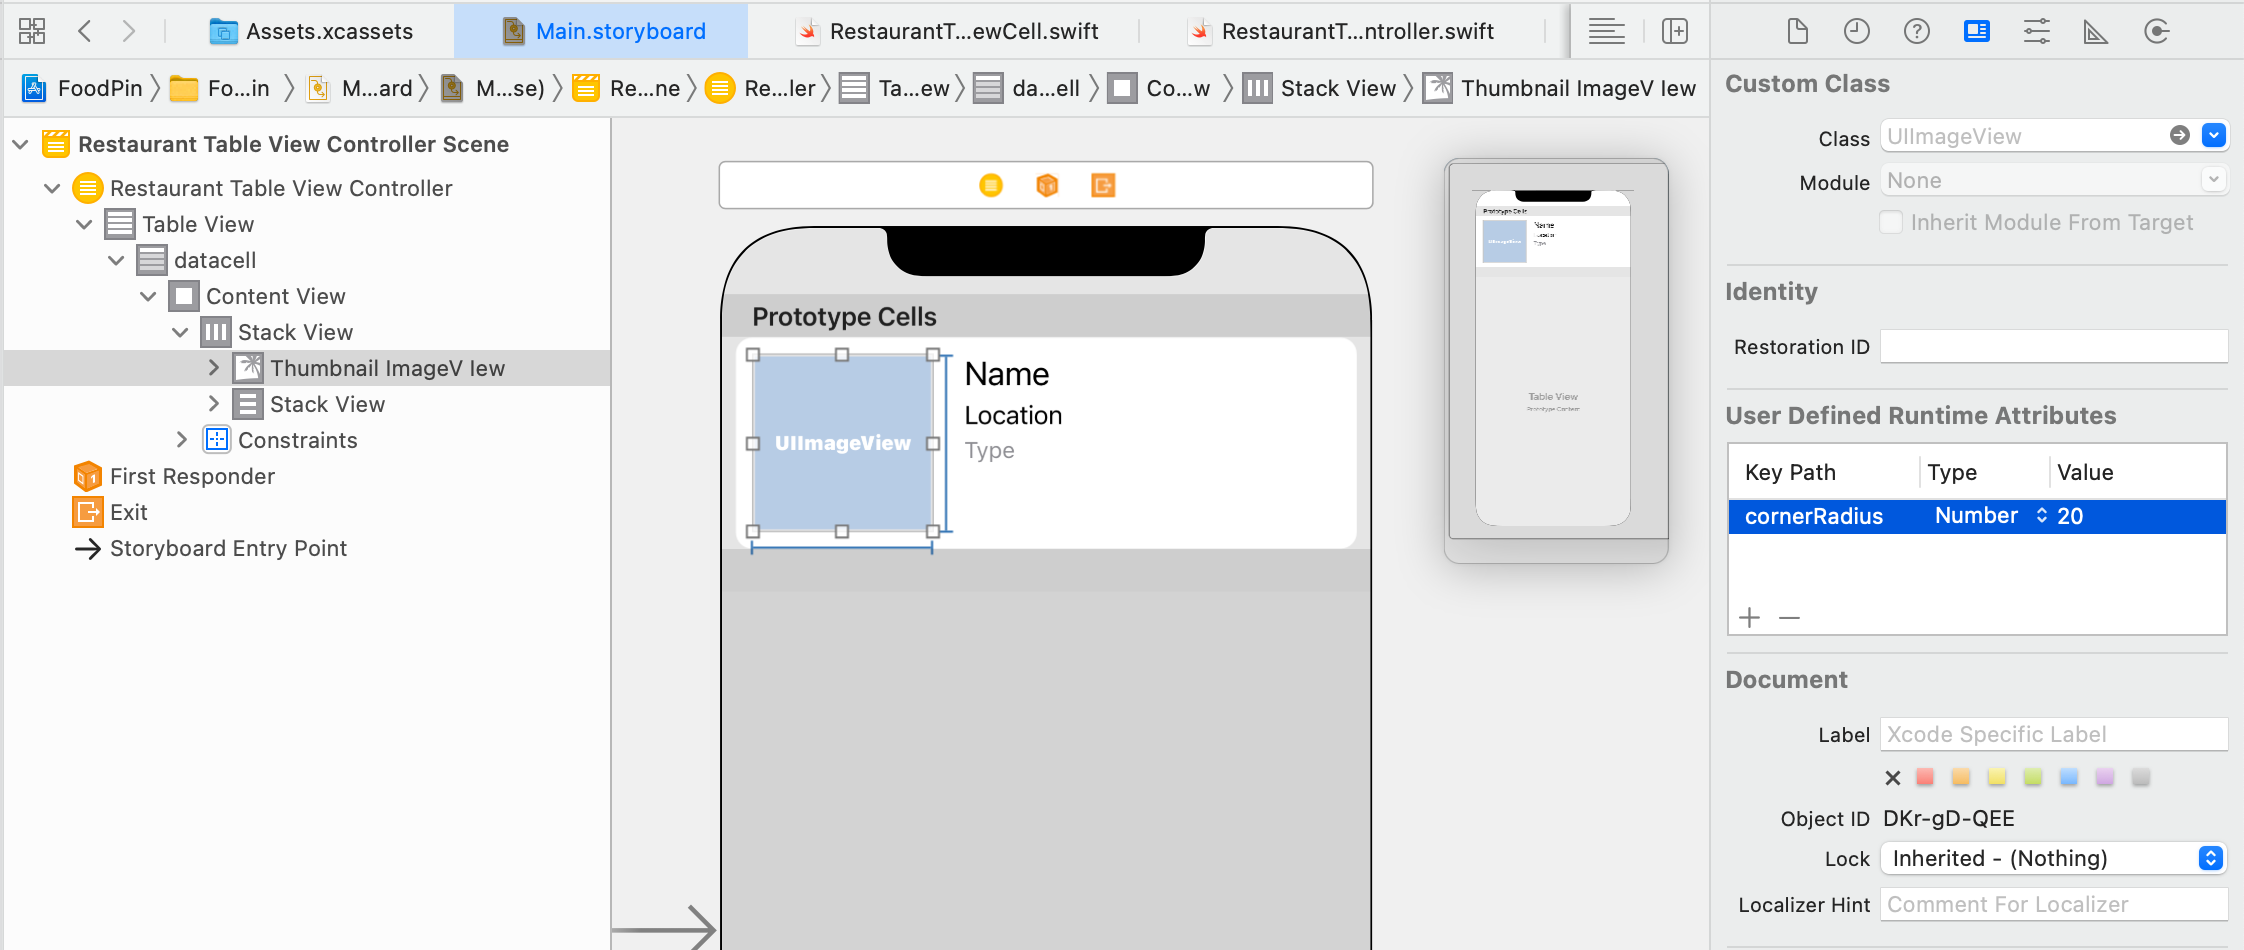 Assets.xcassets
Main.storyboard
RestaurantT...ewCell.swift
RestaurantT...ntroller.swift
FoodPin
Fo...in
M...ard
M...se)
Re...ne
Re...ler
Ta...ew
da...ell
Co...w
Stack View
Thumbnail ImageV Iew
Restaurant Table View Controller Scene
Restaurant Table View Controller
Table View
datacell
Content View
Stack View
Thumbnail ImageV Iew
Stack View
Constraints
First Responder
Exit
Storyboard Entry Point
Prototype Cells
UIImageView
Name
Location
Type
Prototype Cells
UIImageView
Name
Location
Type
Table View
Prototype Content
Custom Class
Class UIImageView
Module None
Inherit Module From Target
Identity
Restoration ID
User Defined Runtime Attributes
Key Path Type Value
cornerRadius Number 20
Document
Label Xcode Specific Label
Object ID DKr-gD-QEE
Lock Inherited - (Nothing)
Localizer Hint Comment For Localizer